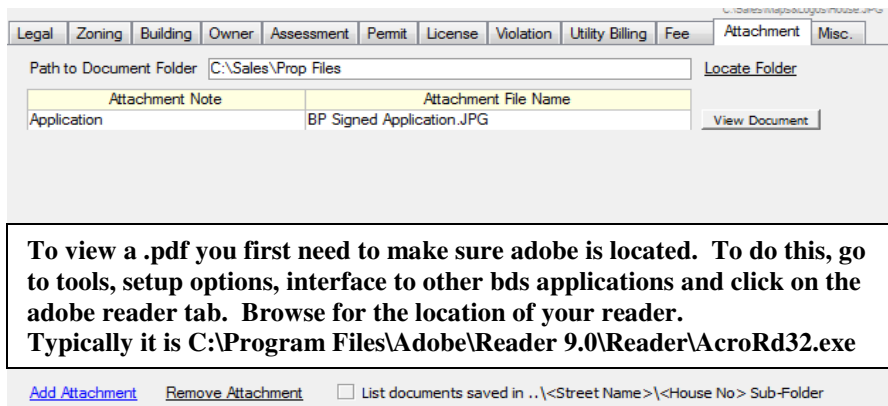 C:\Sales\Maps&Logos\House.JPG
Legal Zoning Building Owner Assessment Permit License Violation Utility Billing Fee Attachment Misc.
Path to Document Folder C:\Sales\Prop Files Locate Folder
Attachment Note Attachment File Name
Application BP Signed Application.JPG View Document
To view a .pdf you first need to make sure adobe is located. To do this, go
to tools, setup options, interface to other bds applications and click on the
adobe reader tab. Browse for the location of your reader.
Typically it is C:\Program Files\Adobe\Reader 9.0\Reader\AcroRd32.exe
Add Attachment Remove Attachment List documents saved in ..\<Street Name>\<House No> Sub-Folder